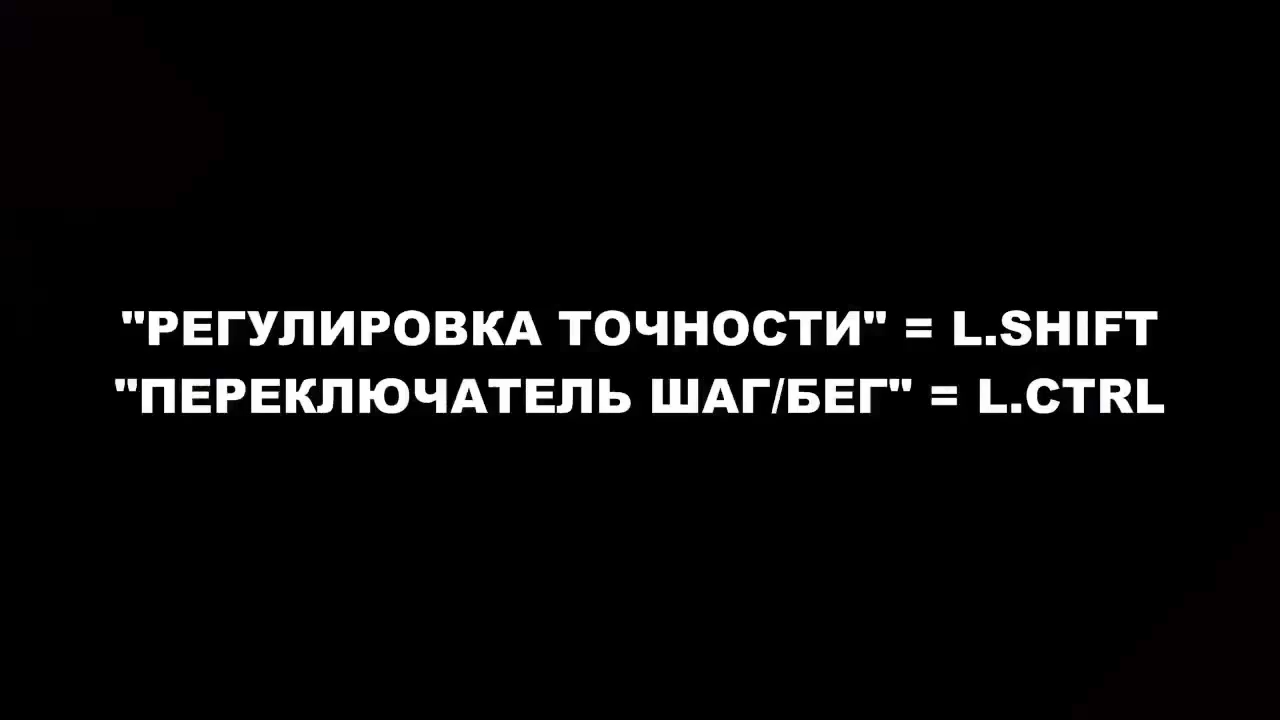 "РЕГУЛИРОВКА ТОЧНОСТИ" = L.SHIFT
"ПЕРЕКЛЮЧАТЕЛЬ ШАГ/БЕГ" = L.CTRL